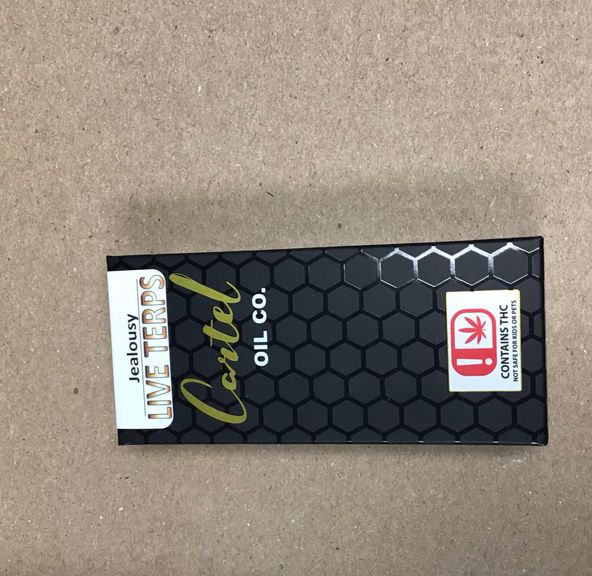 Jealousy
LIVE TERPS
Cartel
OIL CO.
!
CONTAINS THC
NOT SAFE FOR KIDS OR PETS